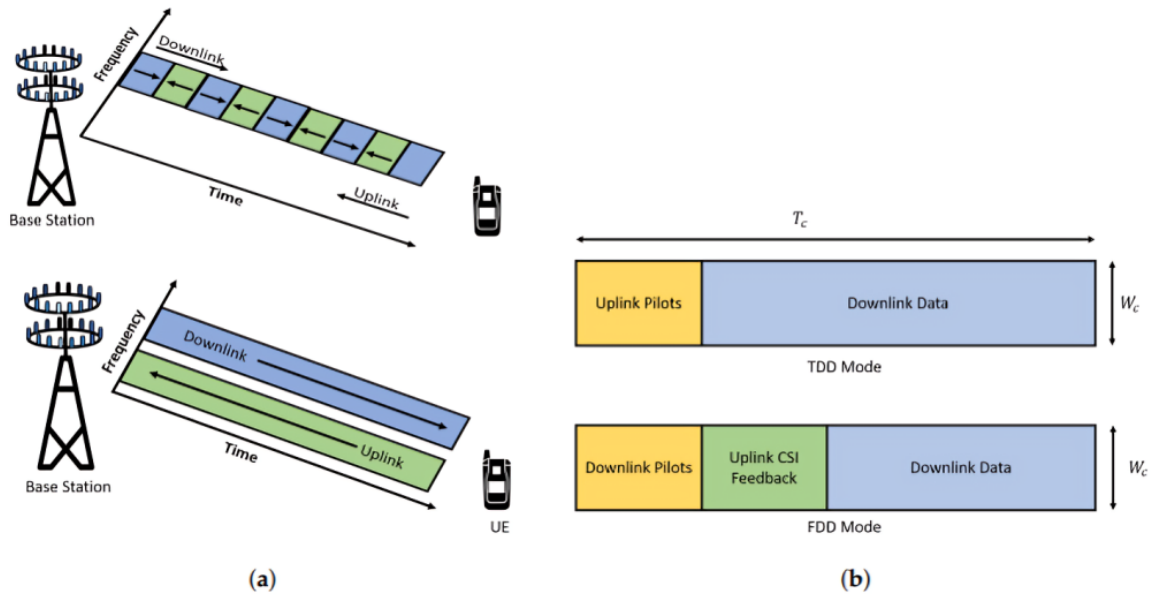 Frequency
Downlink
Time
Uplink
Base Station
Frequency
Downlink
Uplink
Time
Base Station
UE
(a)
T_c
Uplink Pilots
Downlink Data
W_c
TDD Mode
Downlink Pilots
Uplink CSI
Feedback
Downlink Data
W_c
FDD Mode
(b)